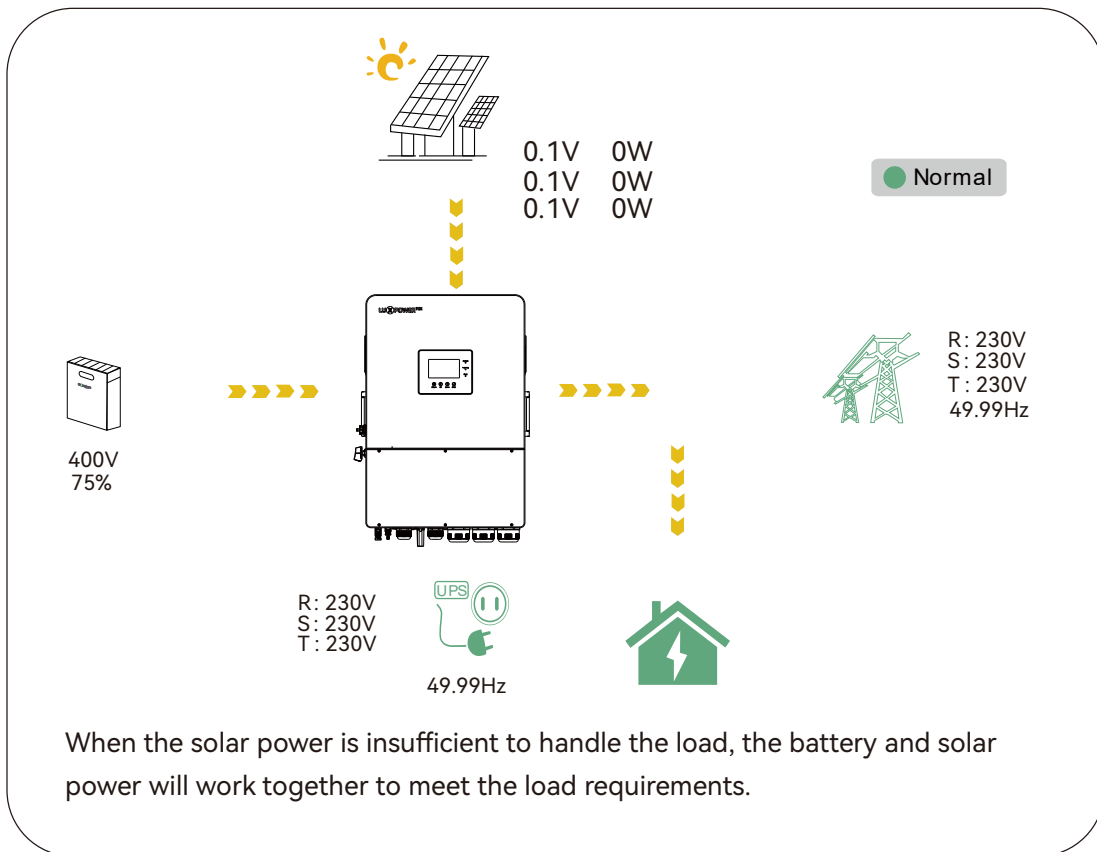 0.1V 0W
0.1V 0W
0.1V 0W
Normal
LUXPOWER
R: 230V
S: 230V
T: 230V
49.99Hz
400V
75%
R: 230V
S: 230V
T: 230V
UPS
49.99Hz
When the solar power is insufficient to handle the load, the battery and solar
power will work together to meet the load requirements.